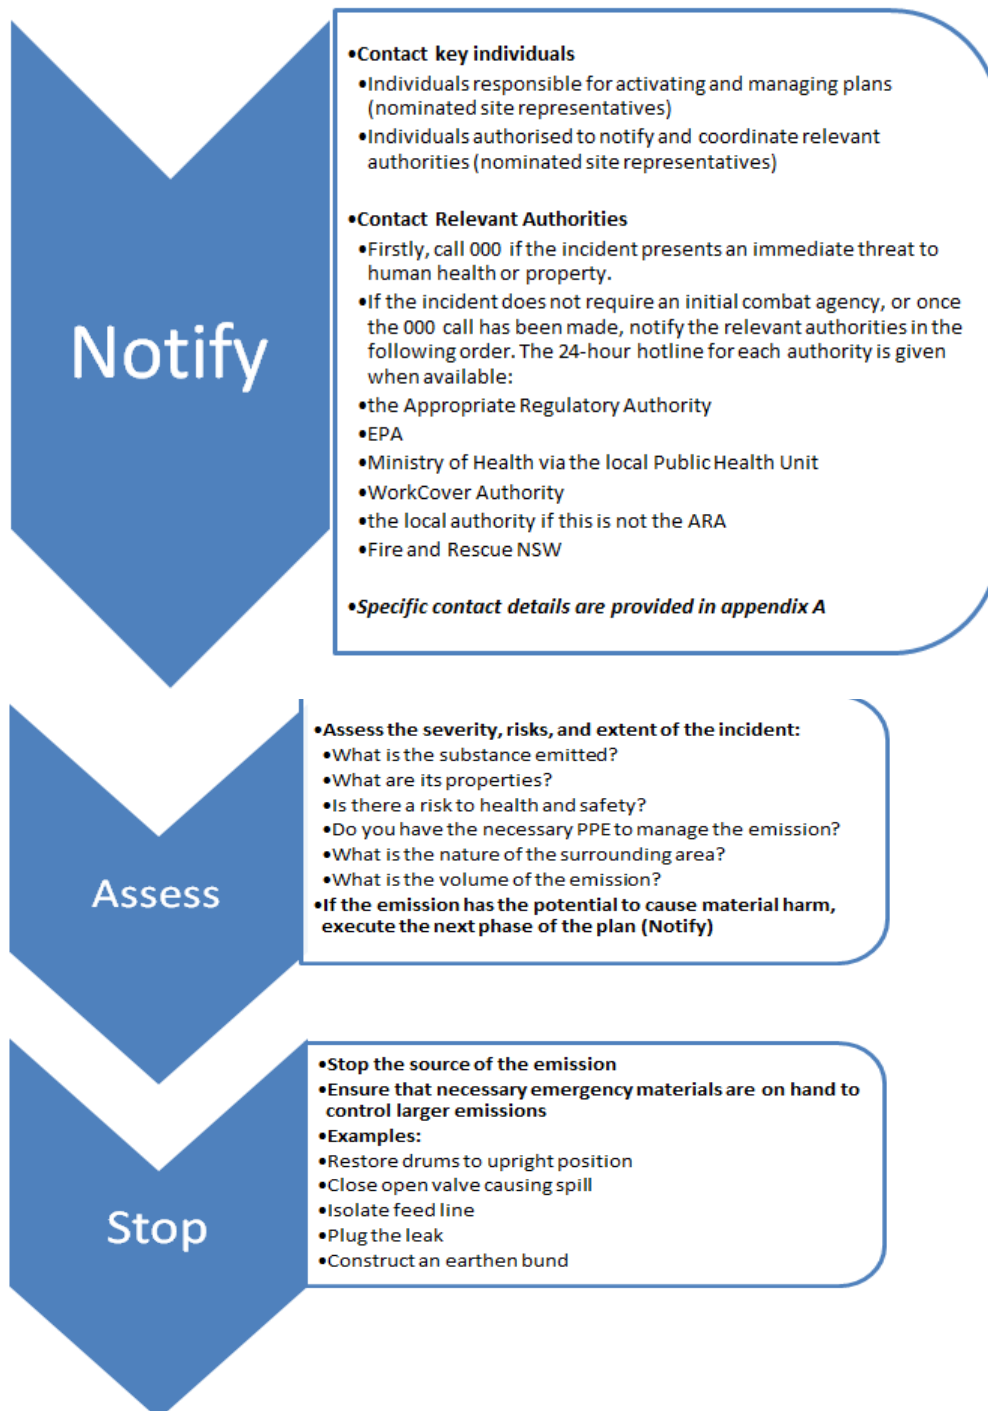 Notify
•Contact key individuals
•Individuals responsible for activating and managing plans
(nominated site representatives)
•Individuals authorised to notify and coordinate relevant
authorities (nominated site representatives)
•Contact Relevant Authorities
•Firstly, call 000 if the incident presents an immediate threat to
human health or property.
•If the incident does not require an initial combat agency, or once
the 000 call has been made, notify the relevant authorities in the
following order. The 24-hour hotline for each authority is given
when available:
•the Appropriate Regulatory Authority
•EPA
•Ministry of Health via the local Public Health Unit
•WorkCover Authority
•the local authority if this is not the ARA
•Fire and Rescue NSW
•Specific contact details are provided in appendix A
Assess
•Assess the severity, risks, and extent of the incident:
•What is the substance emitted?
•What are its properties?
•Is there a risk to health and safety?
•Do you have the necessary PPE to manage the emission?
•What is the nature of the surrounding area?
•What is the volume of the emission?
•If the emission has the potential to cause material harm,
execute the next phase of the plan (Notify)
Stop
•Stop the source of the emission
•Ensure that necessary emergency materials are on hand to
control larger emissions
•Examples:
•Restore drums to upright position
•Close open valve causing spill
•Isolate feed line
•Plug the leak
•Construct an earthen bund